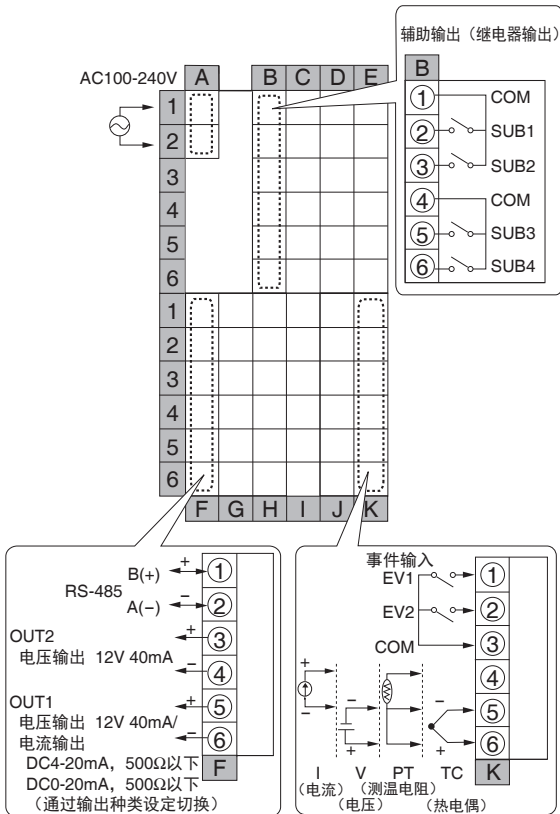 辅助输出（继电器输出）
B
① COM
② SUB1
③ SUB2
④ COM
⑤ SUB3
⑥ SUB4
AC100-240V A B C D E
1
2
3
4
5
6
1
2
3
4
5
6
F G H I J K
B(+) + ①
RS-485
A(−) − ②
OUT2 + ③
电压输出 12V 40mA − ④
OUT1 + ⑤
电压输出 12V 40mA/
电流输出 − ⑥
DC4-20mA，500Ω以下 F
DC0-20mA，500Ω以下
（通过输出种类设定切换）
事件输入
EV1 ①
EV2 ②
COM ③
④
+ − − ⑤
− + + ⑥
I V PT TC K
（电流） （测温电阻）
（电压） （热电偶）